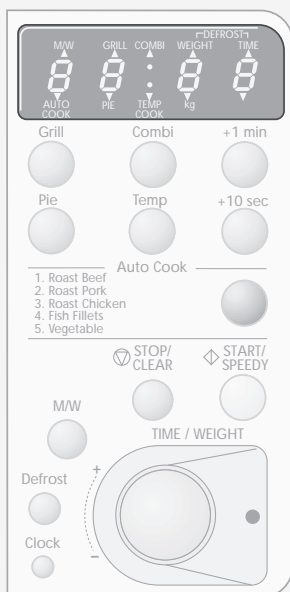 DEFROST
M/W GRILL COMBI WEIGHT TIME
8 8 : 8 8
AUTO COOK PIE TEMP COOK kg
Grill Combi +1 min
Pie Temp +10 sec
Auto Cook
1. Roast Beef
2. Roast Pork
3. Roast Chicken
4. Fish Fillets
5. Vegetable
STOP/ START/
CLEAR SPEEDY
M/W
TIME / WEIGHT
Defrost
+
Clock
−